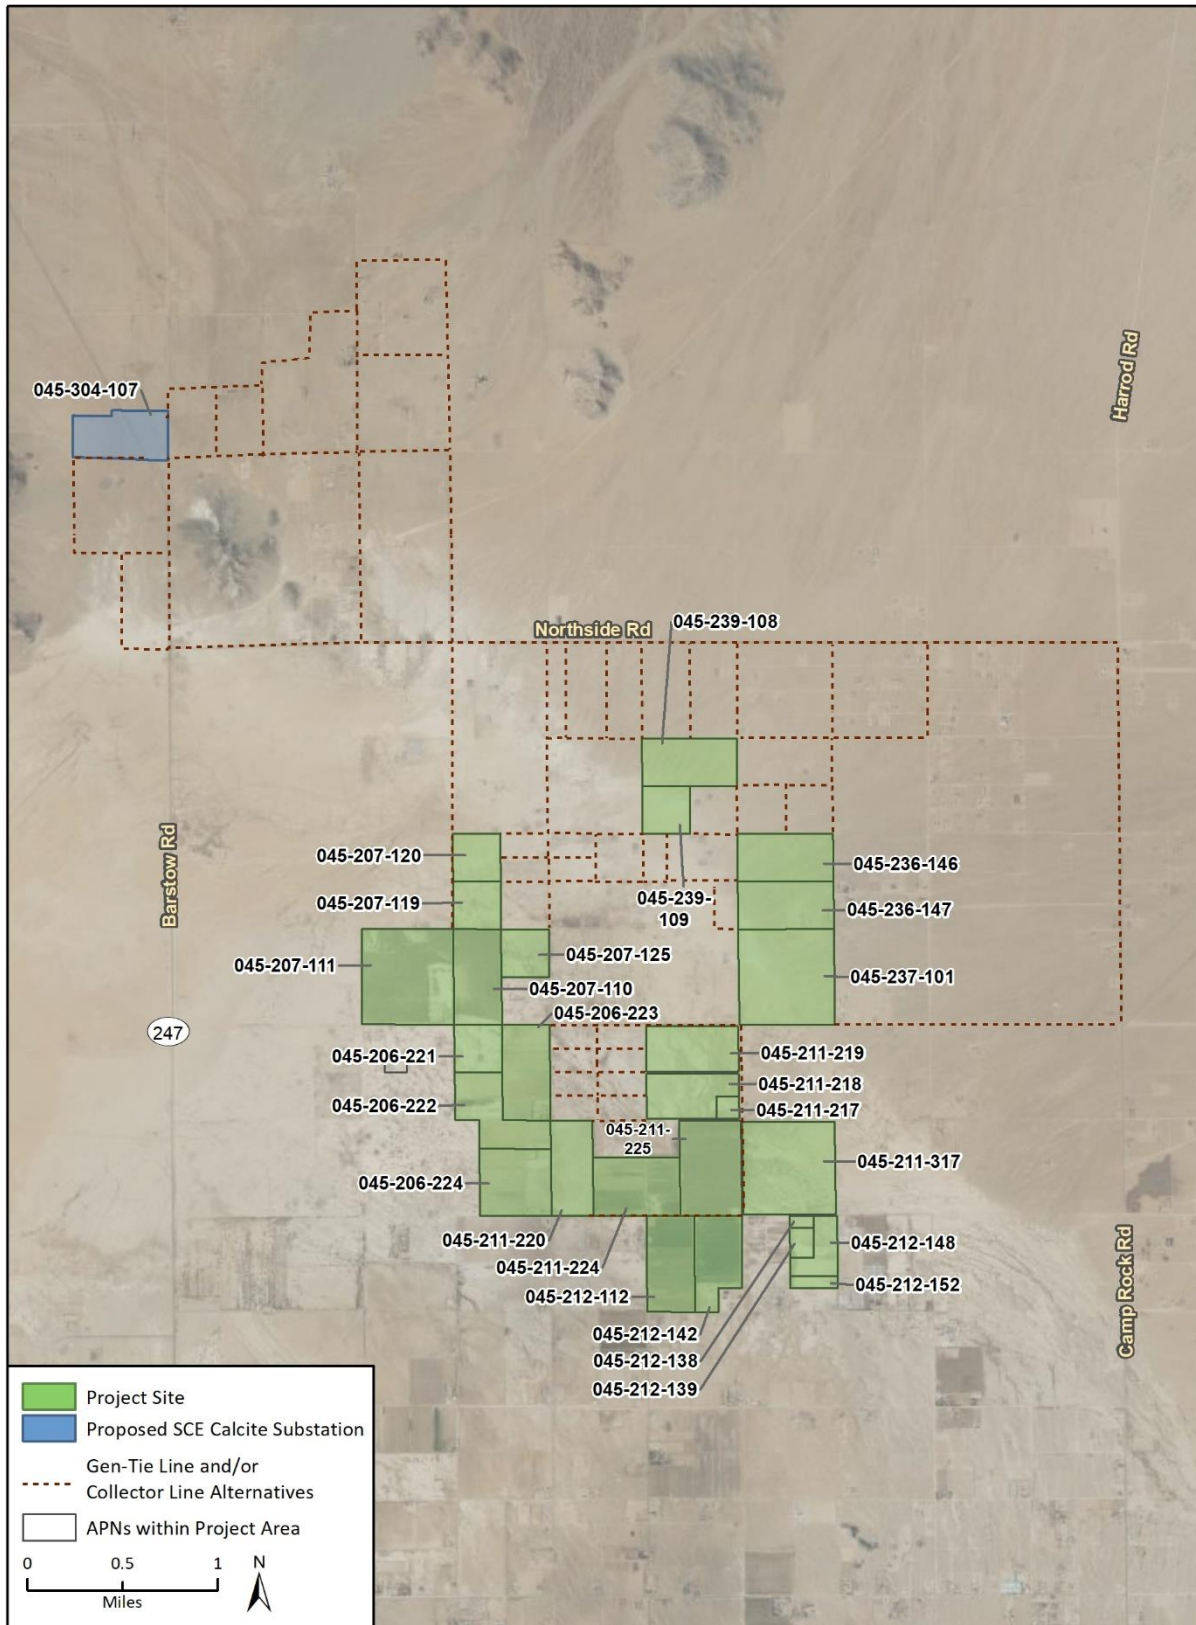 045-304-107
Harrod Rd
Northside Rd
045-239-108
Barstow Rd
045-207-120
045-236-146
045-207-119
045-239-
109
045-236-147
045-207-111
045-207-125
045-237-101
045-207-110
045-206-223
247
045-206-221
045-211-219
045-211-218
045-206-222
045-211-217
045-211-
225
045-211-317
045-206-224
045-211-220
045-212-148
045-211-224
045-212-152
045-212-112
Camp Rock Rd
045-212-142
045-212-138
045-212-139
Project Site
Proposed SCE Calcite Substation
Gen-Tie Line and/or
Collector Line Alternatives
APNs within Project Area
0 0.5 1
Miles
N